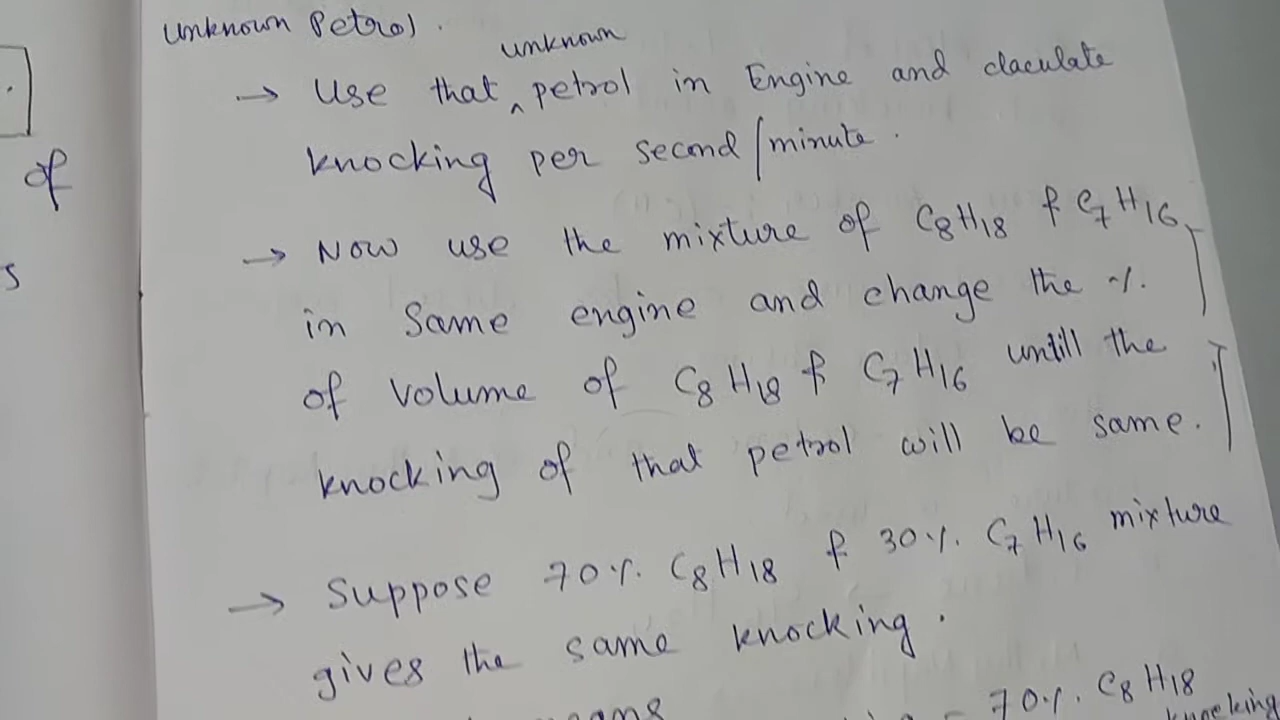 of
s
unknown Petrol.
→ Use that ^ unknown petrol in Engine and claculate
knocking per second/minute.
→ Now use the mixture of C8H18 & C7H16
in same engine and change the %.
of volume of C8H18 & C7H16 untill the
knocking of that petrol will be same.
→ Suppose 70%. C8H18 & 30%. C7H16 mixture
gives the same knocking.
70%. C8H18